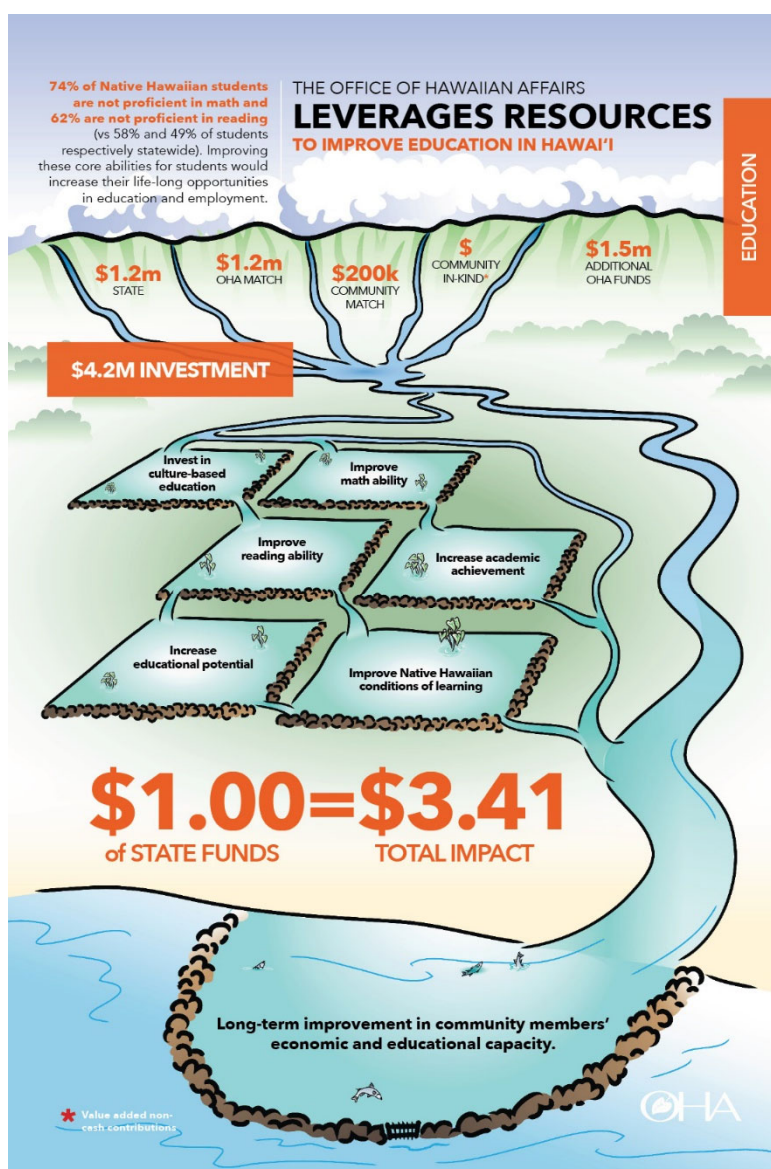 74% of Native Hawaiian students
are not proficient in math and
62% are not proficient in reading
(vs 58% and 49% of students
respectively statewide). Improving
these core abilities for students would
increase their life-long opportunities
in education and employment.
THE OFFICE OF HAWAIIAN AFFAIRS
LEVERAGES RESOURCES
TO IMPROVE EDUCATION IN HAWAI'I
EDUCATION
$1.2m
STATE
$1.2m
OHA MATCH
$200k
COMMUNITY
MATCH
$
COMMUNITY
IN-KIND*
$1.5m
ADDITIONAL
OHA FUNDS
$4.2M INVESTMENT
Invest in
culture-based
education
Improve
math ability
Improve
reading ability
Increase academic
achievement
Increase
educational potential
Improve Native Hawaiian
conditions of learning
$1.00=$3.41
of STATE FUNDS
TOTAL IMPACT
Long-term improvement in community members'
economic and educational capacity.
* Value added non-
cash contributions
OHA